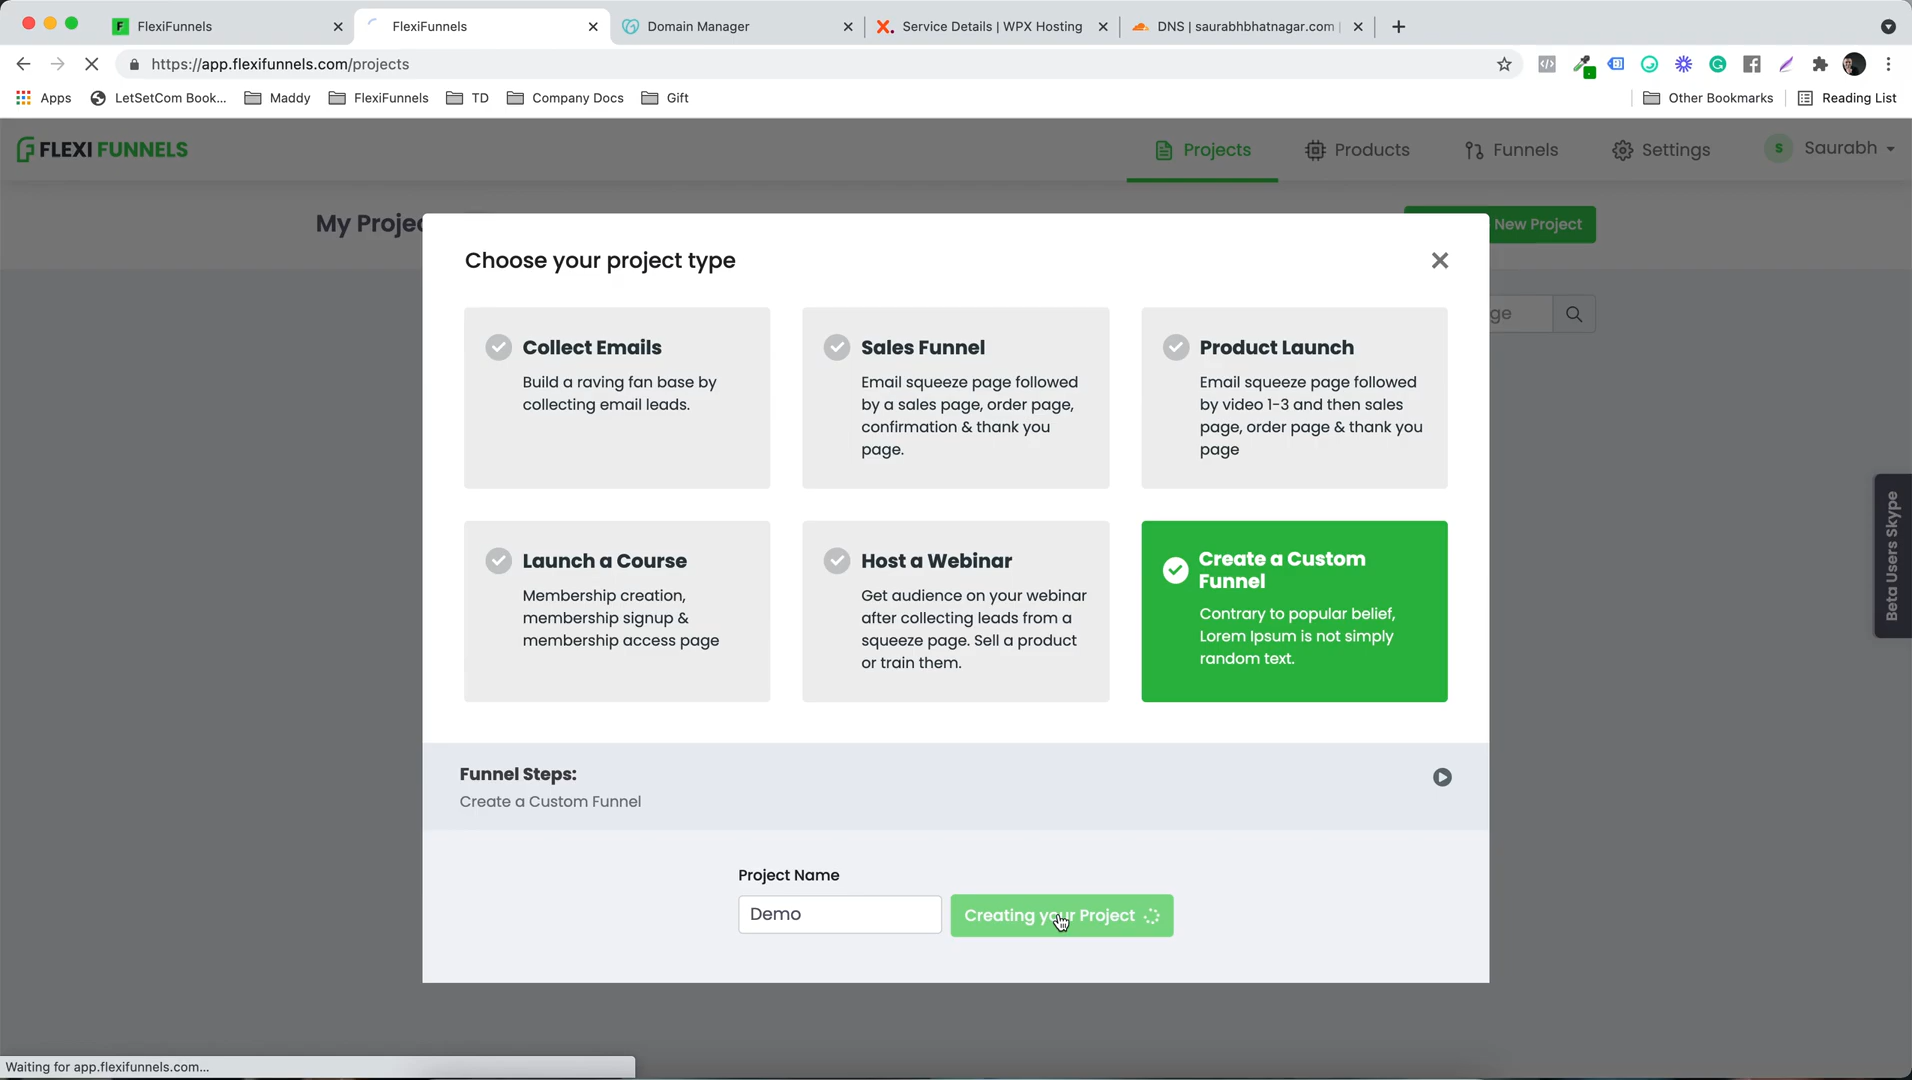 FlexiFunnels
FlexiFunnels
Domain Manager
Service Details | WPX Hosting
DNS | saurabhbhatnagar.com |
https://app.flexifunnels.com/projects
Apps
LetSetCom Book...
Maddy
FlexiFunnels
TD
Company Docs
Gift
Other Bookmarks
Reading List
FLEXI FUNNELS
Projects
Products
Funnels
Settings
S
Saurabh
My Projec
New Project
Choose your project type
Collect Emails
Build a raving fan base by
collecting email leads.
Sales Funnel
Email squeeze page followed
by a sales page, order page,
confirmation & thank you
page.
Product Launch
Email squeeze page followed
by video 1-3 and then sales
page, order page & thank you
page
ge
Launch a Course
Membership creation,
membership signup &
membership access page
Host a Webinar
Get audience on your webinar
after collecting leads from a
squeeze page. Sell a product
or train them.
Create a Custom
Funnel
Contrary to popular belief,
Lorem Ipsum is not simply
random text.
Beta Users Skype
Funnel Steps:
Create a Custom Funnel
Project Name
Demo
Creating your Project
Waiting for app.flexifunnels.com...